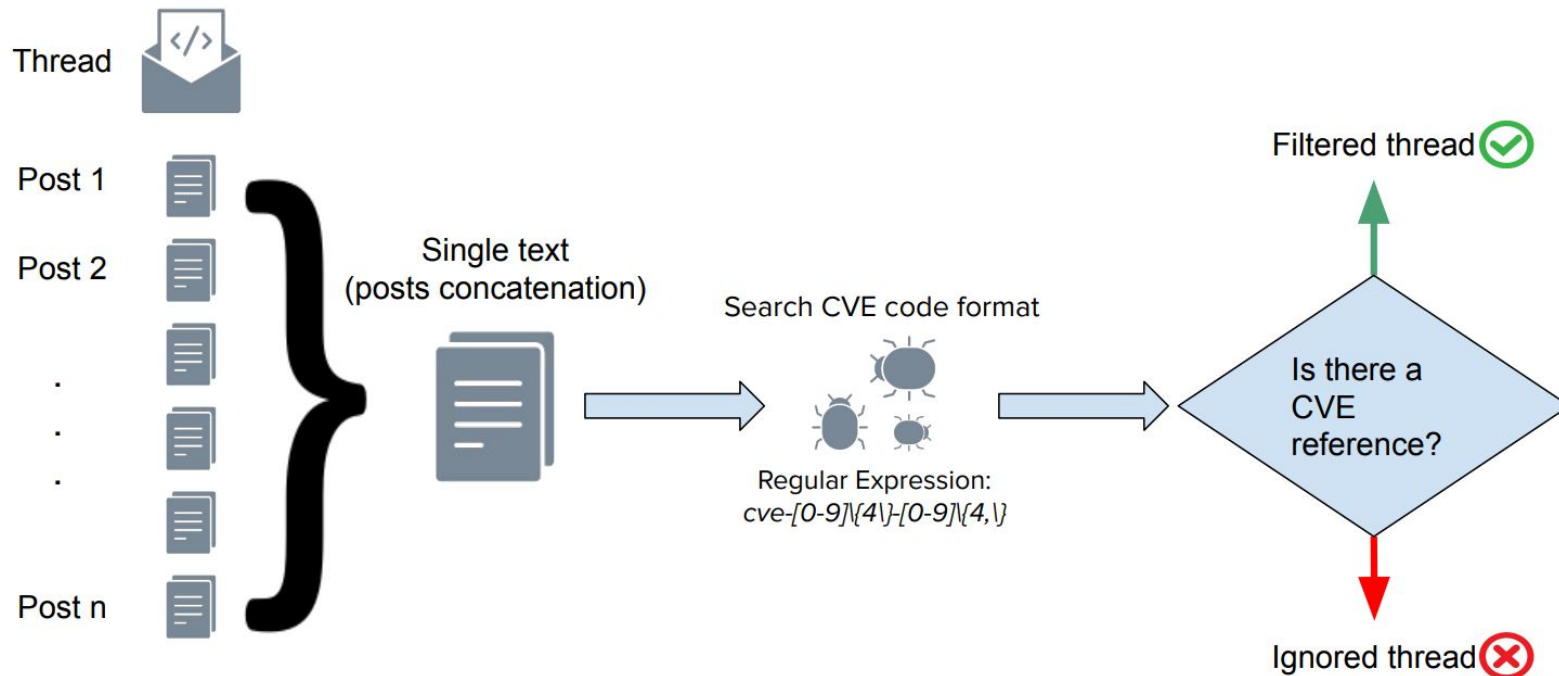 Thread
</>
Post 1
Post 2
.
.
.
Post n
Single text
(posts concatenation)
Search CVE code format
Regular Expression:
cve-[0-9]\{4\}-[0-9]\{4,\}
Is there a
CVE
reference?
Filtered thread
Ignored thread